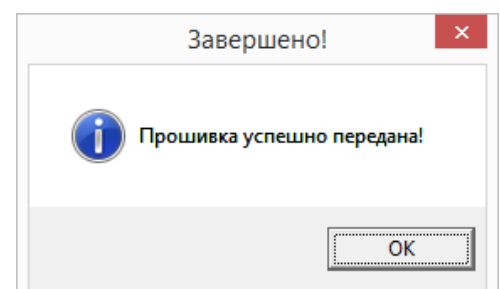 Завершено!
Прошивка успешно передана!
OK